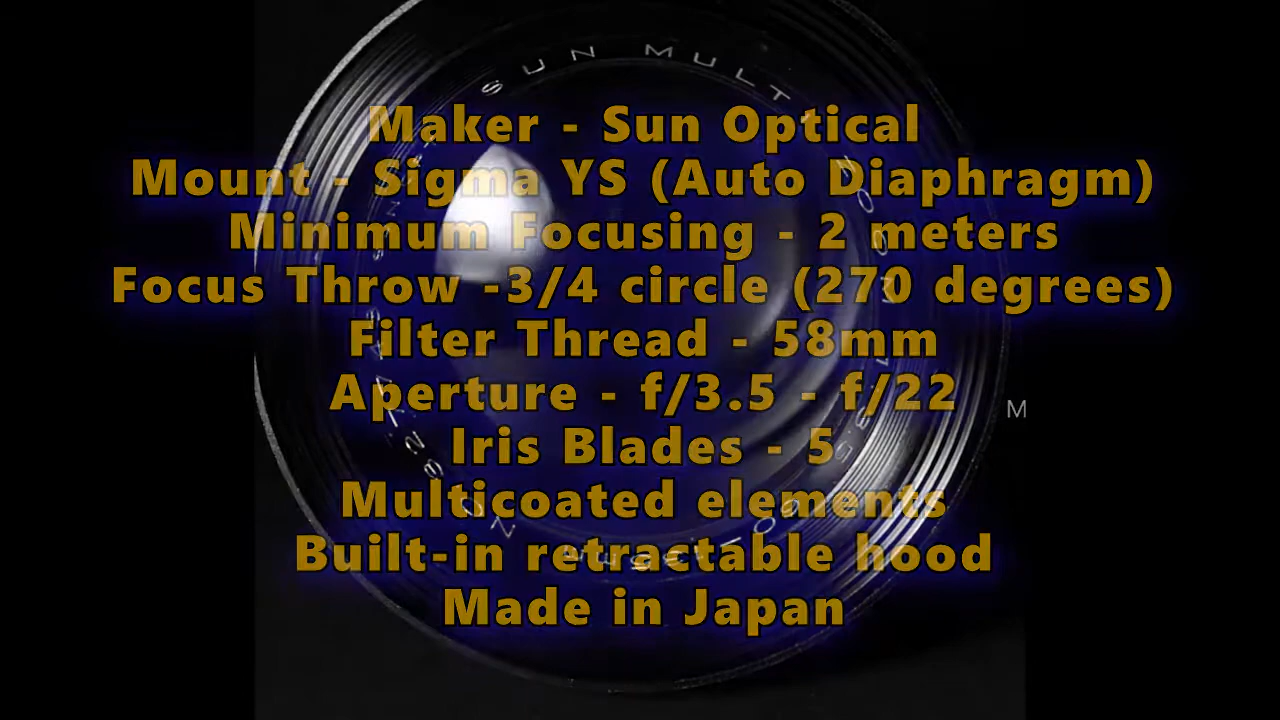 SUN MULT
Maker - Sun Optical
Mount - Sigma YS (Auto Diaphragm)
Minimum Focusing - 2 meters
Focus Throw -3/4 circle (270 degrees)
Filter Thread - 58mm
Aperture - f/3.5 - f/22
M
Iris Blades - 5
Multicoated elements
Built-in retractable hood
Made in Japan